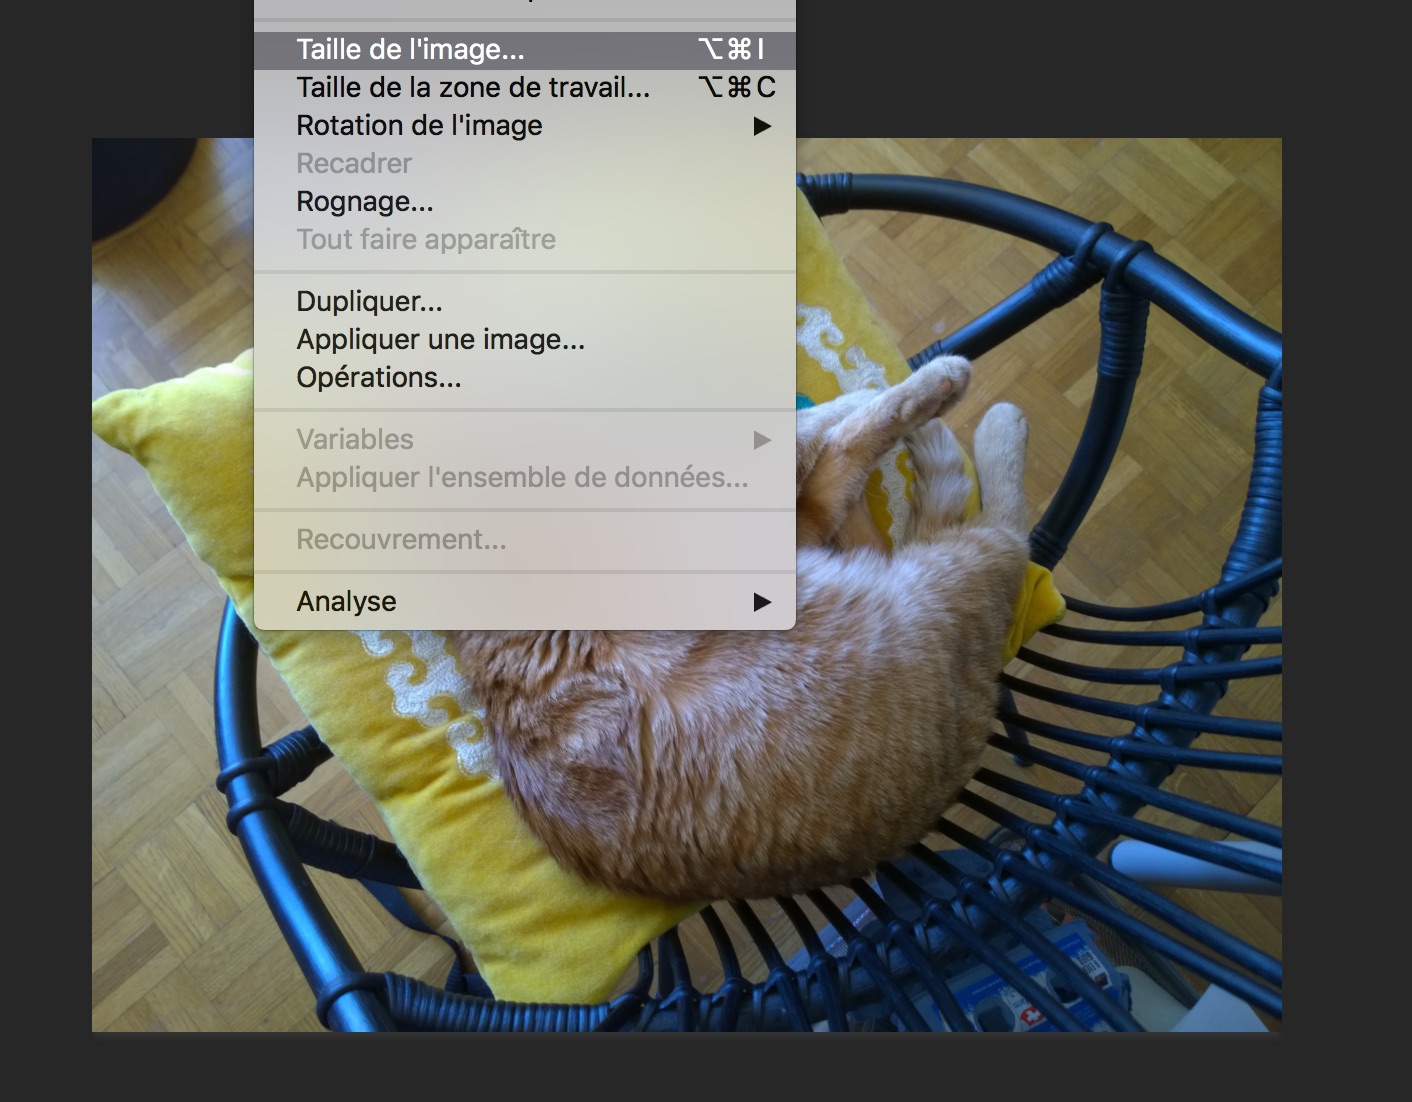 Taille de l'image... ⌥⌘I
Taille de la zone de travail... ⌥⌘C
Rotation de l'image ▶
Recadrer
Rognage...
Tout faire apparaître
Dupliquer...
Appliquer une image...
Opérations...
Variables ▶
Appliquer l'ensemble de données...
Recouvrement...
Analyse ▶